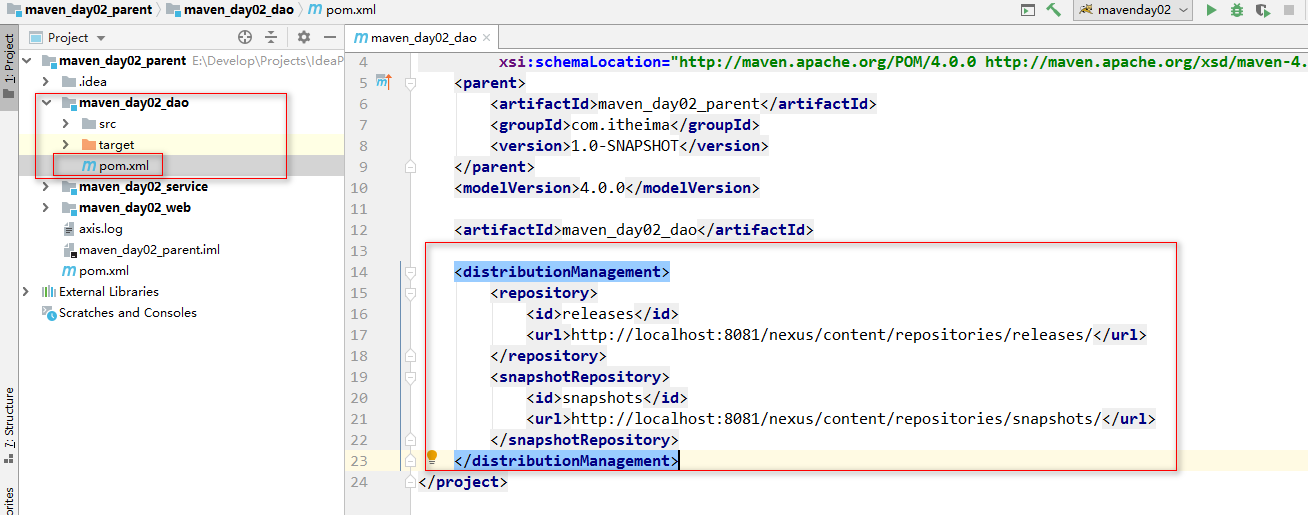 maven_day02_parent maven_day02_dao pom.xml
mavenday02
Project
maven_day02_dao
1: Project
maven_day02_parent E:\Develop\Projects\IdeaP
.idea
maven_day02_dao
src
target
pom.xml
maven_day02_service
maven_day02_web
axis.log
maven_day02_parent.iml
pom.xml
External Libraries
Scratches and Consoles
7: Structure
orites
4 xsi:schemaLocation="http://maven.apache.org/POM/4.0.0 http://maven.apache.org/xsd/maven-4.
5 <parent>
6 <artifactId>maven_day02_parent</artifactId>
7 <groupId>com.itheima</groupId>
8 <version>1.0-SNAPSHOT</version>
9 </parent>
10 <modelVersion>4.0.0</modelVersion>
11
12 <artifactId>maven_day02_dao</artifactId>
13
14 <distributionManagement>
15 <repository>
16 <id>releases</id>
17 <url>http://localhost:8081/nexus/content/repositories/releases/</url>
18 </repository>
19 <snapshotRepository>
20 <id>snapshots</id>
21 <url>http://localhost:8081/nexus/content/repositories/snapshots/</url>
22 </snapshotRepository>
23 </distributionManagement>
24 </project>